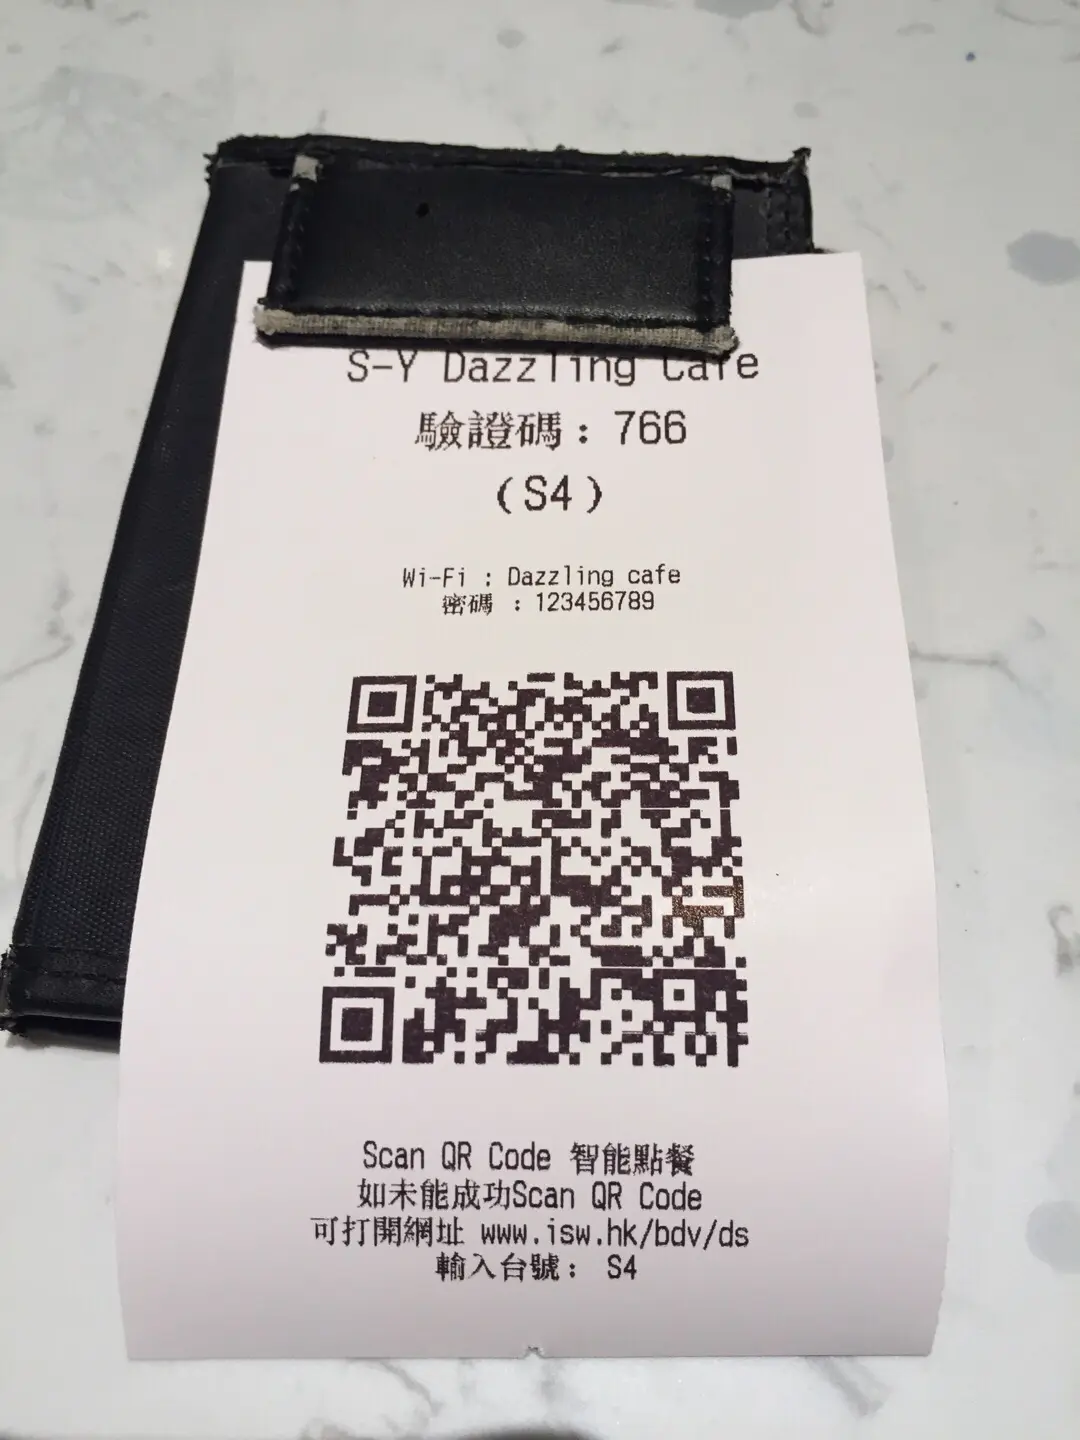 S-Y Dazzling Cafe
驗證碼：766
(S4)
Wi-Fi : Dazzling cafe
密碼 ：123456789
Scan QR Code 智能點餐
如未能成功Scan QR Code
可打開網址 www.isw.hk/bdv/ds
輸入台號： S4